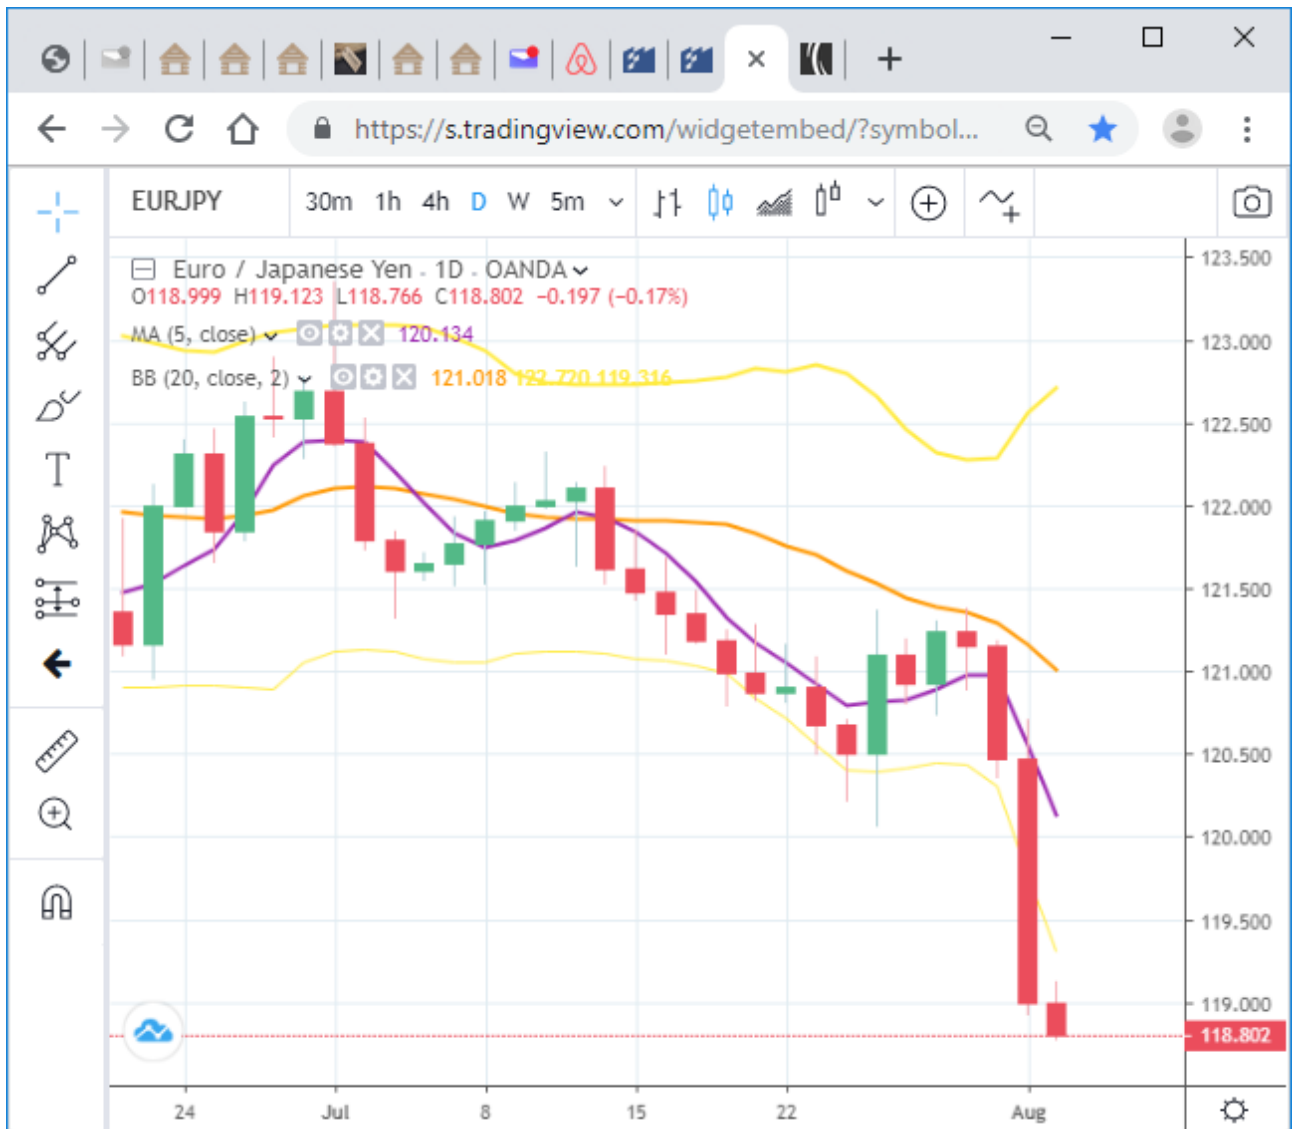 https://s.tradingview.com/widgetembed/?symbol...
EURJPY 30m 1h 4h D W 5m
Euro / Japanese Yen · 1D · OANDA
O118.999 H119.123 L118.766 C118.802 −0.197 (−0.17%)
MA (5, close) 120.134
BB (20, close, 2) 121.018 122.720 119.316
T
123.500
123.000
122.500
122.000
121.500
121.000
120.500
120.000
119.500
119.000
118.802
24 Jul 8 15 22 Aug